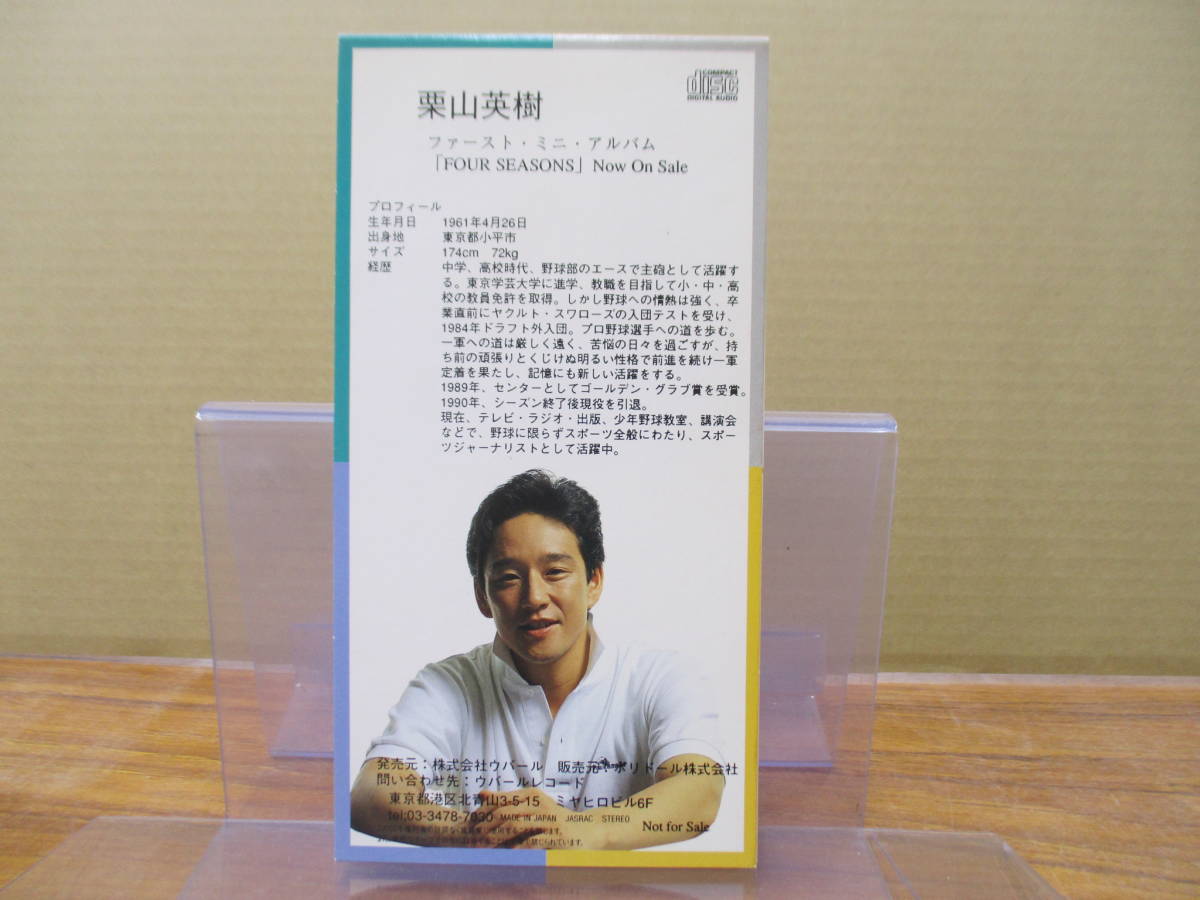 COMPACT
disc
DIGITAL AUDIO
栗山英樹
ファースト・ミニ・アルバム
「FOUR SEASONS」Now On Sale
プロフィール
生年月日 1961年4月26日
出身地 東京都小平市
サイズ 174cm 72kg
経歴 中学、高校時代、野球部のエースで主砲として活躍す
る。東京学芸大学に進学、教職を目指して小・中・高
校の教員免許を取得。しかし野球への情熱は強く、卒
業直前にヤクルト・スワローズの入団テストを受け、
1984年ドラフト外入団。プロ野球選手への道を歩む。
一軍への道は厳しく遠く、苦悩の日々を過ごすが、持
ち前の頑張りとくじけぬ明るい性格で前進を続け一軍
定着を果たし、記憶にも新しい活躍をする。
1989年、センターとしてゴールデン・グラブ賞を受賞。
1990年、シーズン終了後現役を引退。
現在、テレビ・ラジオ・出版、少年野球教室、講演会
などで、野球に限らずスポーツ全般にわたり、スポー
ツジャーナリストとして活躍中。
発売元：株式会社ウバール 販売元：ポリドール株式会社
問い合わせ先：ウバールレコード
東京都港区北青山3-5-15 ミヤヒロビル6F
tel:03-3478-7030 MADE IN JAPAN JASRAC STEREO
Not for Sale